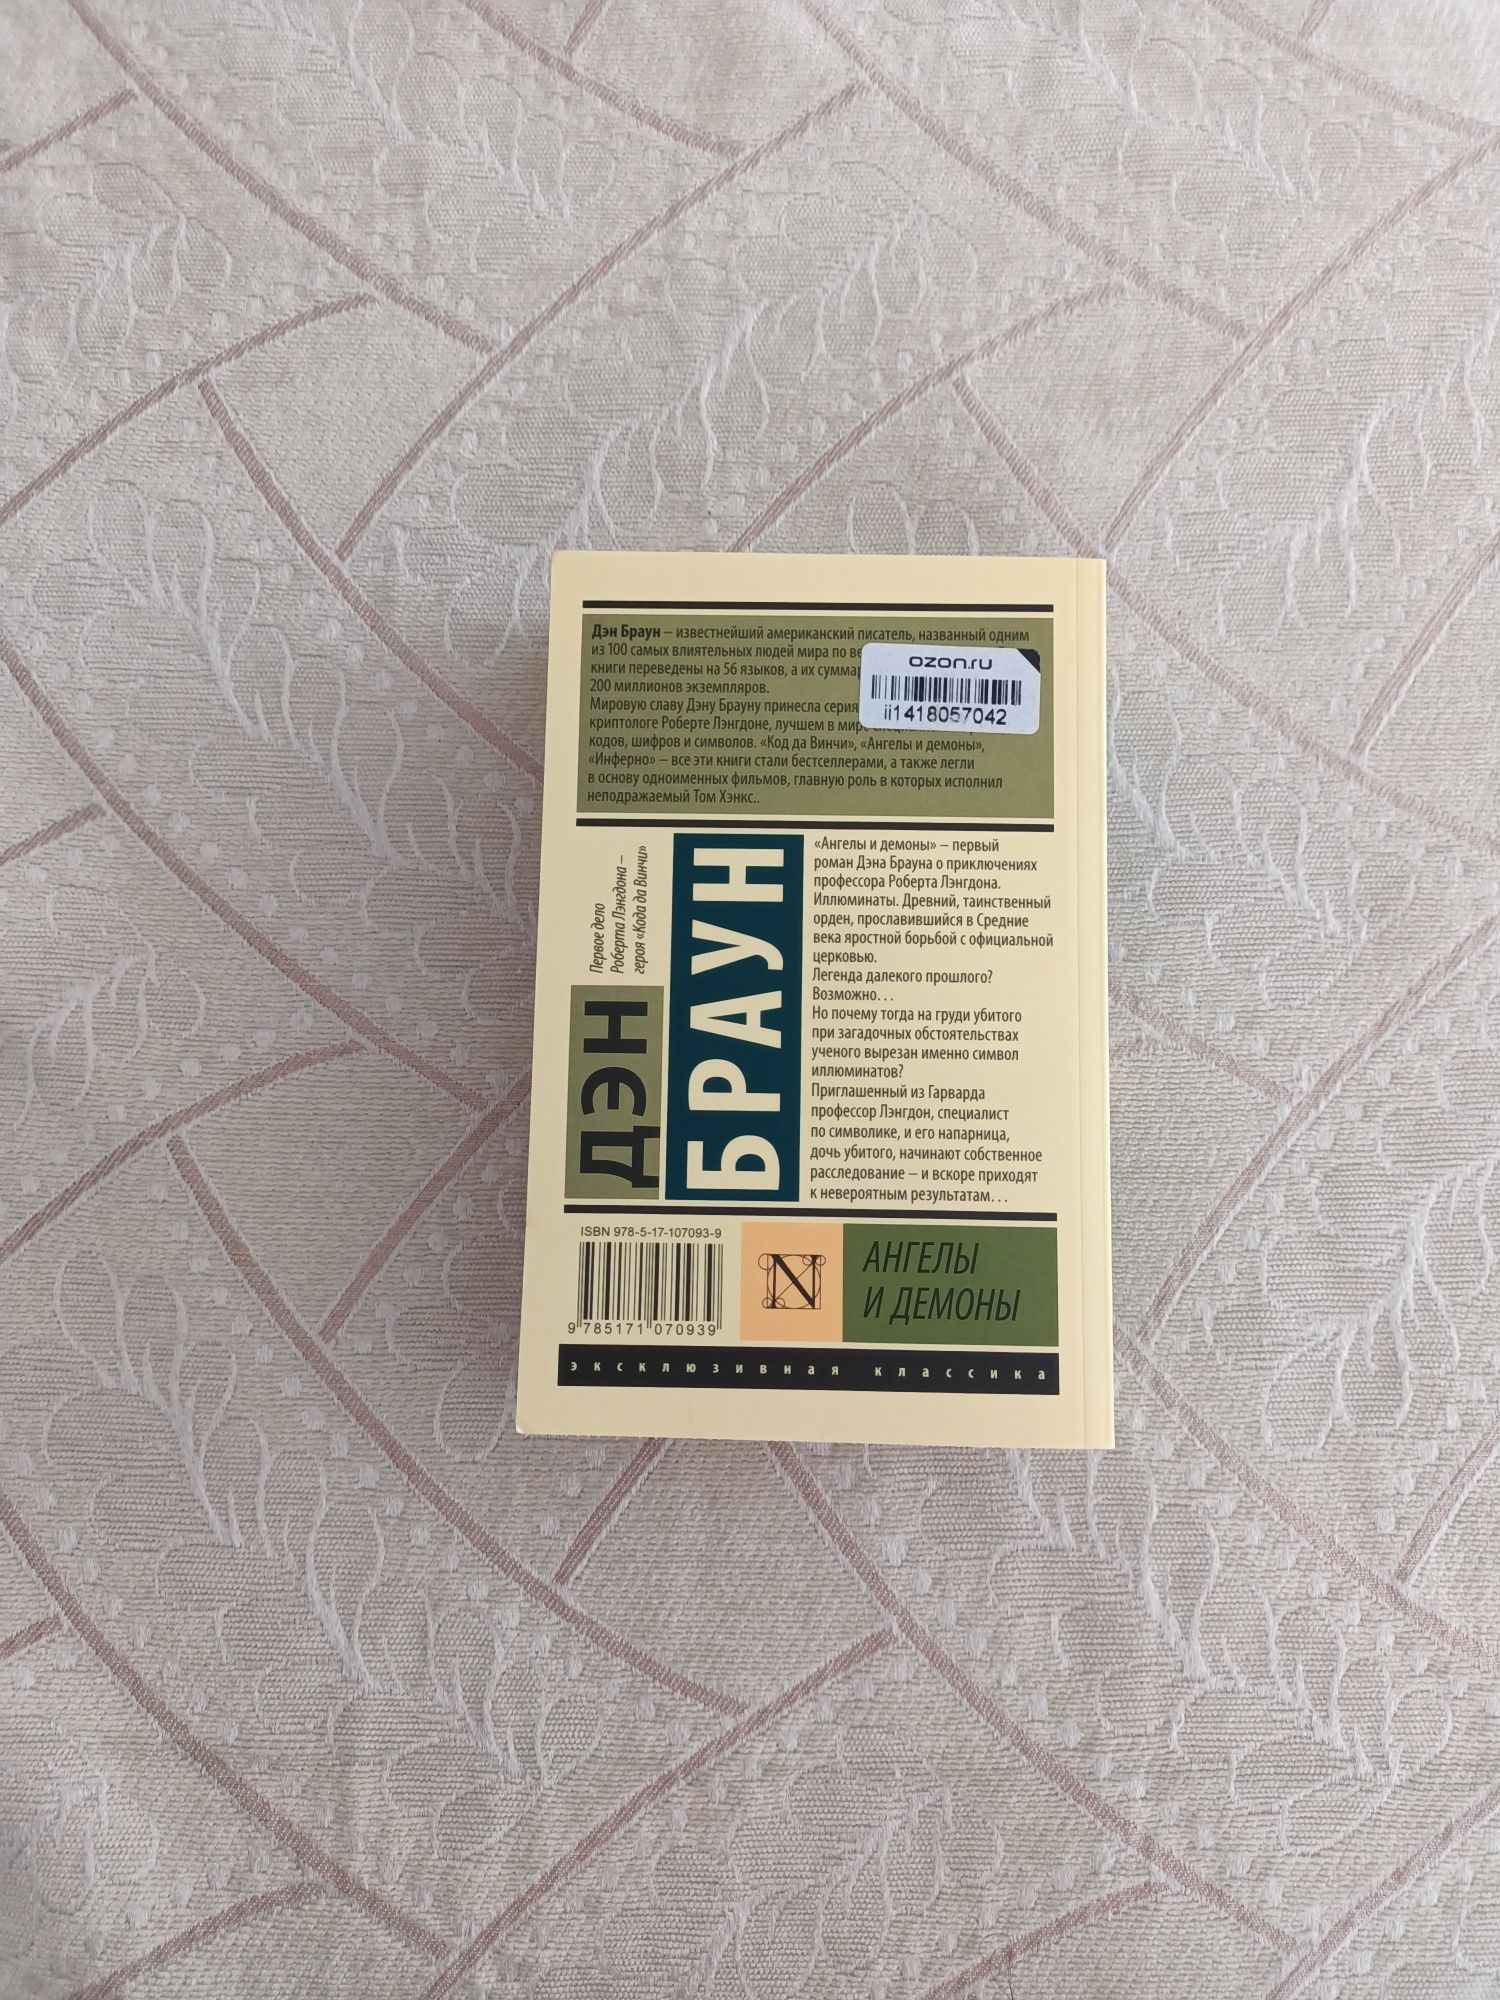 Дэн Браун – известнейший американский писатель, названный одним
из 100 самых влиятельных людей мира по ве
книги переведены на 56 языков, а их суммар
200 миллионов экземпляров.
Мировую славу Дэну Брауну принесла серия
криптологе Роберте Лэнгдоне, лучшем в мире
кодов, шифров и символов. «Код да Винчи», «Ангелы и демоны»,
«Инферно» – все эти книги стали бестселлерами, а также легли
в основу одноименных фильмов, главную роль в которых исполнил
неподражаемый Том Хэнкс..
ozon.ru
ii1418057042
Первое дело
Роберта Лэнгдона –
героя «Кода да Винчи»
ДЭН
БРАУН
«Ангелы и демоны» – первый
роман Дэна Брауна о приключениях
профессора Роберта Лэнгдона.
Иллюминаты. Древний, таинственный
орден, прославившийся в Средние
века яростной борьбой с официальной
церковью.
Легенда далекого прошлого?
Возможно…
Но почему тогда на груди убитого
при загадочных обстоятельствах
ученого вырезан именно символ
иллюминатов?
Приглашенный из Гарварда
профессор Лэнгдон, специалист
по символике, и его напарница,
дочь убитого, начинают собственное
расследование – и вскоре приходят
к невероятным результатам…
ISBN 978-5-17-107093-9
9 785171 070939
N
АНГЕЛЫ
И ДЕМОНЫ
эксклюзивная классика